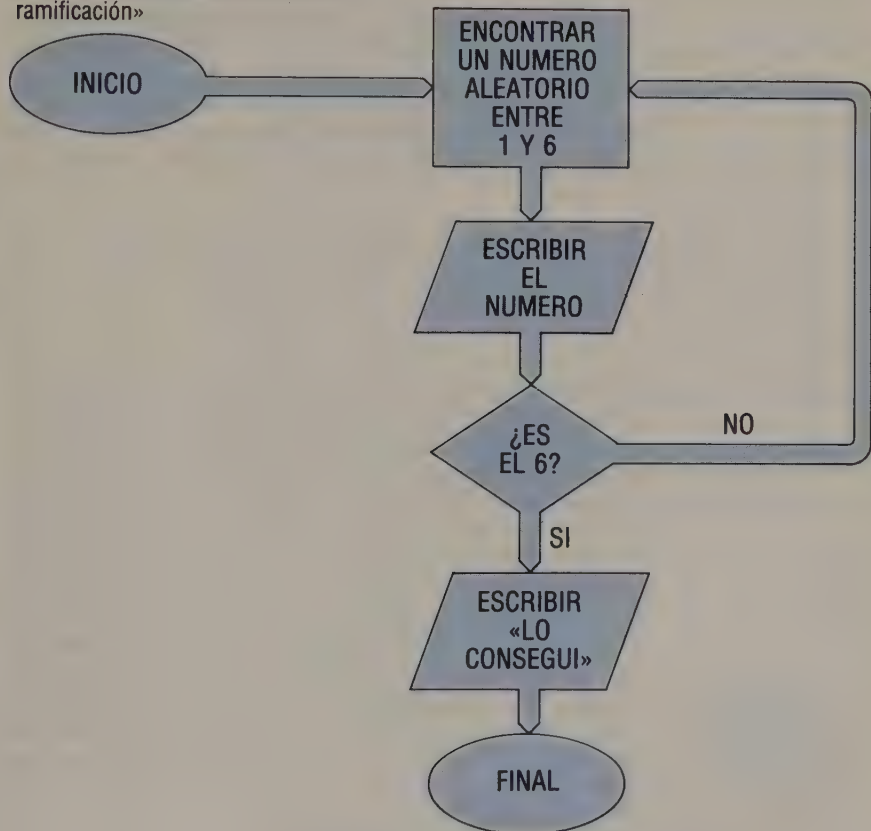 ramificación»
INICIO
ENCONTRAR
UN NUMERO
ALEATORIO
ENTRE
1 Y 6
ESCRIBIR
EL
NUMERO
¿ES
EL 6?
NO
SI
ESCRIBIR
«LO
CONSEGUI»
FINAL